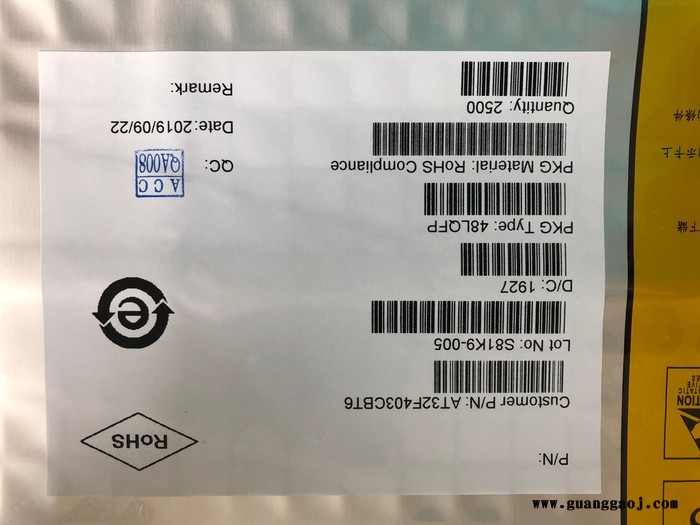 P/N:
Customer P/N: AT32F403CBT6
Lot No: S81K9-005
D/C: 1927
PKG Type: 48LQFP
PKG Material: RoHS Compliance
Quantity: 2500
RoHS
e
QC:
ACC
QA008
Date: 2019/09/22
Remark:
www.guanggaoj.com